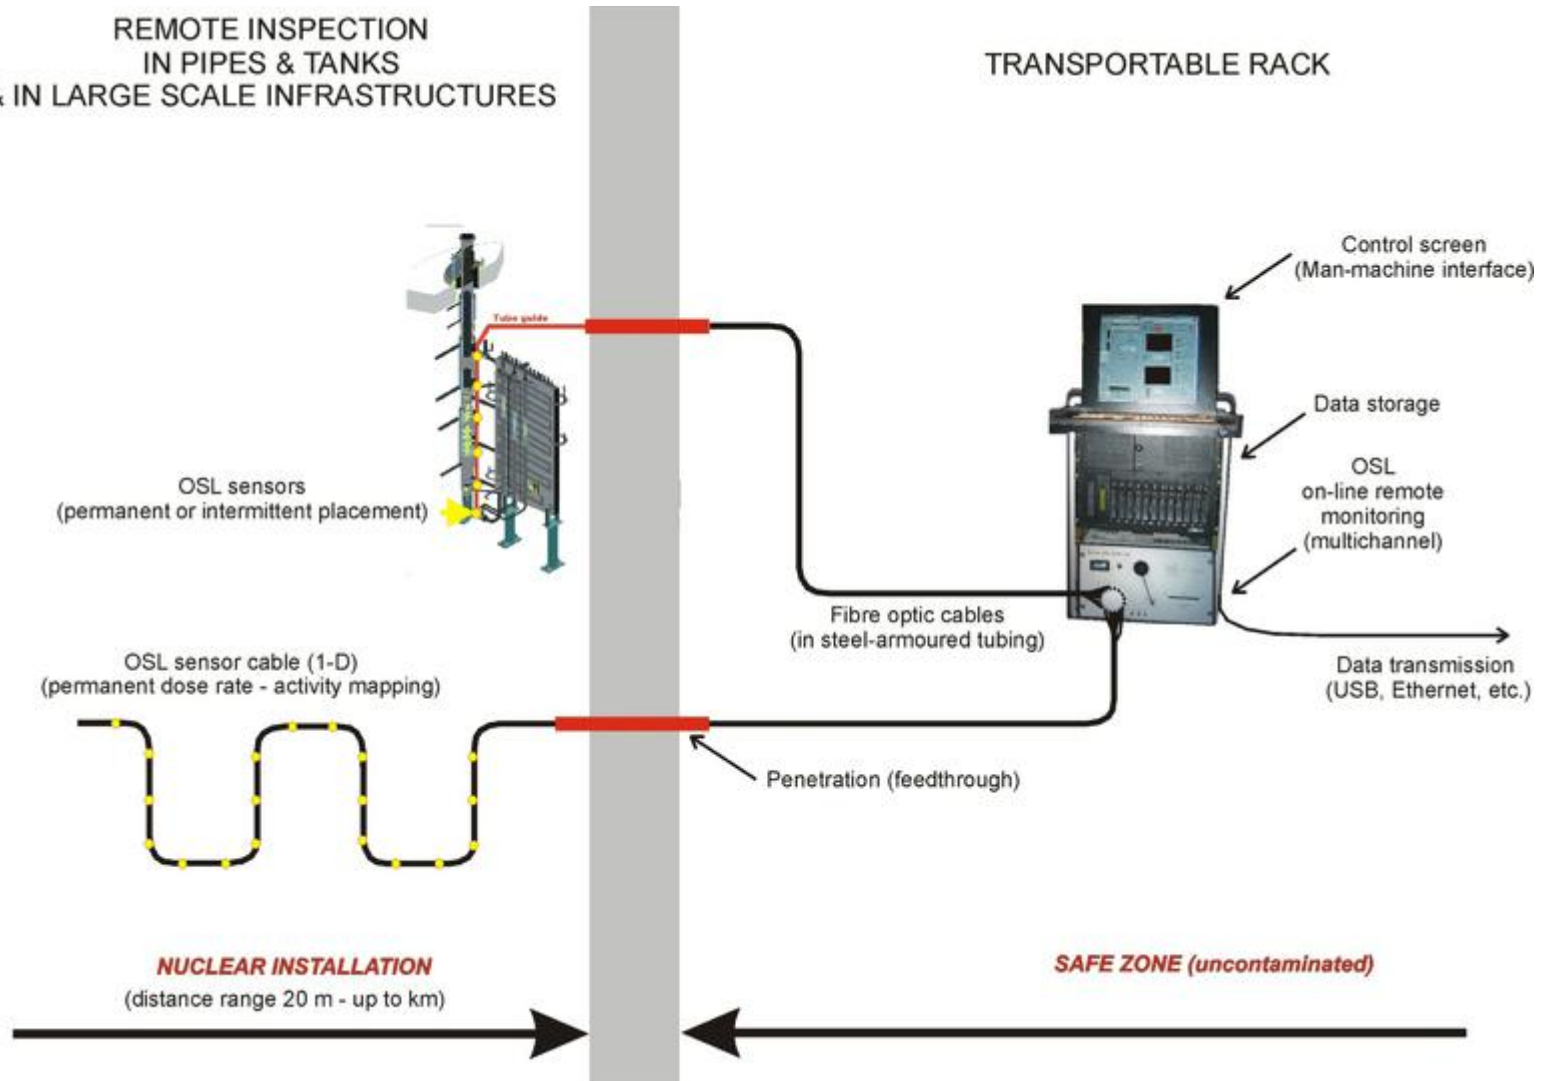 REMOTE INSPECTION
IN PIPES & TANKS
& IN LARGE SCALE INFRASTRUCTURES
TRANSPORTABLE RACK
Control screen
(Man-machine interface)
Tube guide
Data storage
OSL
on-line remote
monitoring
(multichannel)
OSL sensors
(permanent or intermittent placement)
Fibre optic cables
(in steel-armoured tubing)
OSL sensor cable (1-D)
(permanent dose rate - activity mapping)
Data transmission
(USB, Ethernet, etc.)
Penetration (feedthrough)
NUCLEAR INSTALLATION
(distance range 20 m - up to km)
SAFE ZONE (uncontaminated)